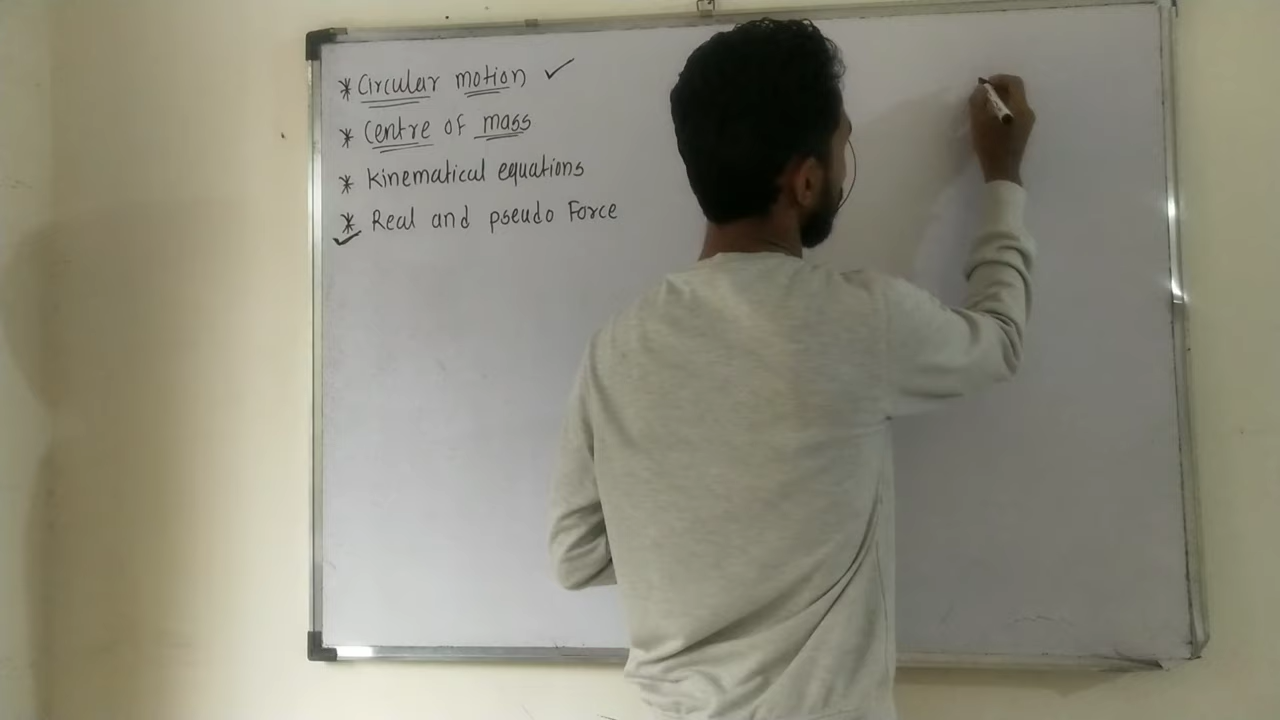 * Circular motion ✓
* Centre of mass
* Kinematical equations
* Real and pseudo Force